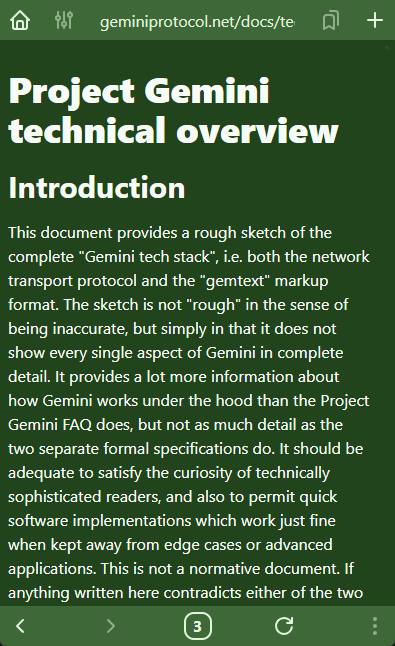 geminiprotocol.net/docs/te
Project Gemini
technical overview
Introduction
This document provides a rough sketch of the
complete "Gemini tech stack", i.e. both the network
transport protocol and the "gemtext" markup
format. The sketch is not "rough" in the sense of
being inaccurate, but simply in that it does not
show every single aspect of Gemini in complete
detail. It provides a lot more information about
how Gemini works under the hood than the Project
Gemini FAQ does, but not as much detail as the
two separate formal specifications do. It should be
adequate to satisfy the curiosity of technically
sophisticated readers, and also to permit quick
software implementations which work just fine
when kept away from edge cases or advanced
applications. This is not a normative document. If
anything written here contradicts either of the two
3